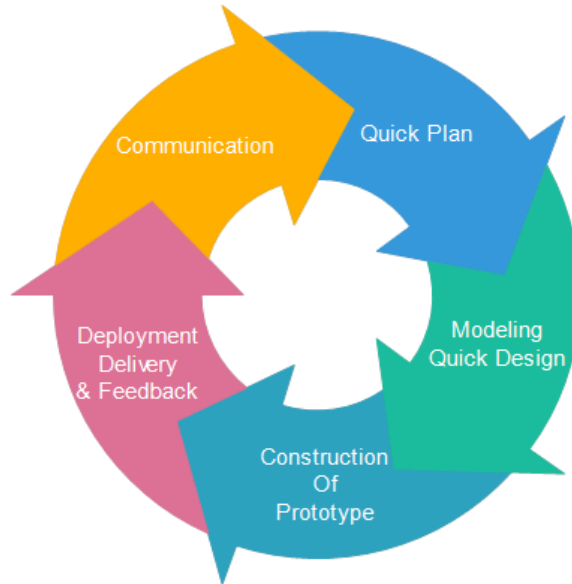 Communication
Quick Plan
Modeling
Quick Design
Construction
Of
Prototype
Deployment
Delivery
& Feedback